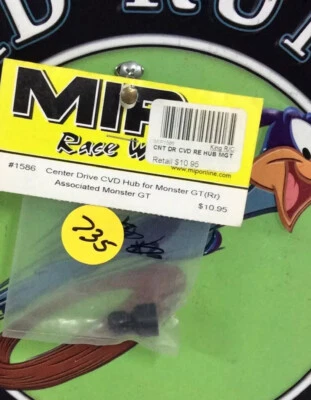 MIP
Race W
King R/C
CNT DR CVD RE HUB MGT
Retail $10.95
www.miponline.com
#1586 Center Drive CVD Hub for Monster GT(Rr)
Associated Monster GT
$10.95
735